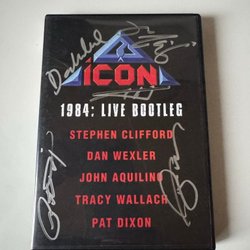 ICON
1984: LIVE BOOTLEG
STEPHEN CLIFFORD
DAN WEXLER
JOHN AQUILINO
TRACY WALLACH
PAT DIXON